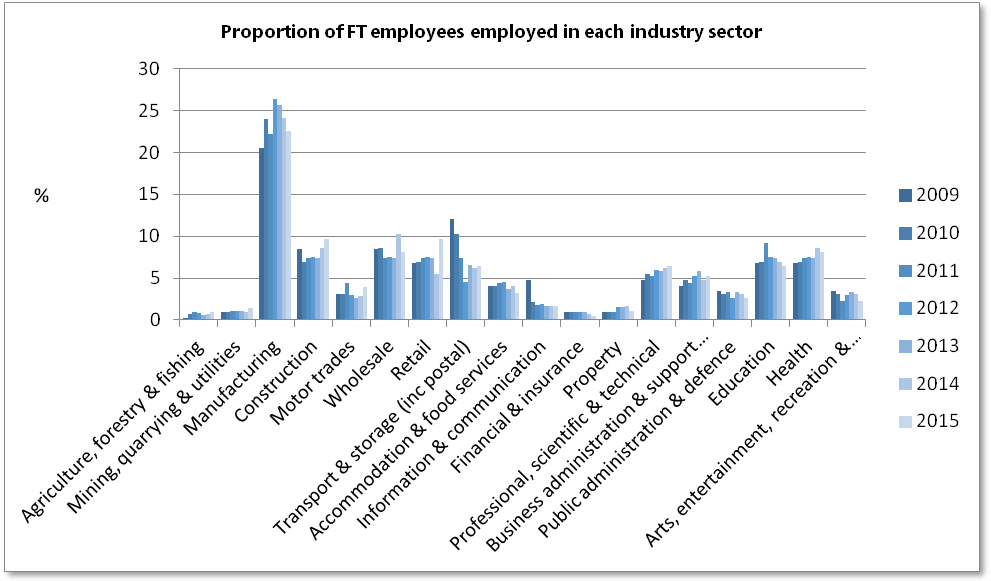 Proportion of FT employees employed in each industry sector
30
25
20
15
10
5
0
%
Agriculture, forestry & fishing
Mining, quarrying & utilities
Manufacturing
Construction
Motor trades
Wholesale
Retail
Transport & storage (inc postal)
Accommodation & food services
Information & communication
Financial & insurance
Property
Professional, scientific & technical
Business administration & support...
Public administration & defence
Education
Health
Arts, entertainment, recreation &...
2009
2010
2011
2012
2013
2014
2015